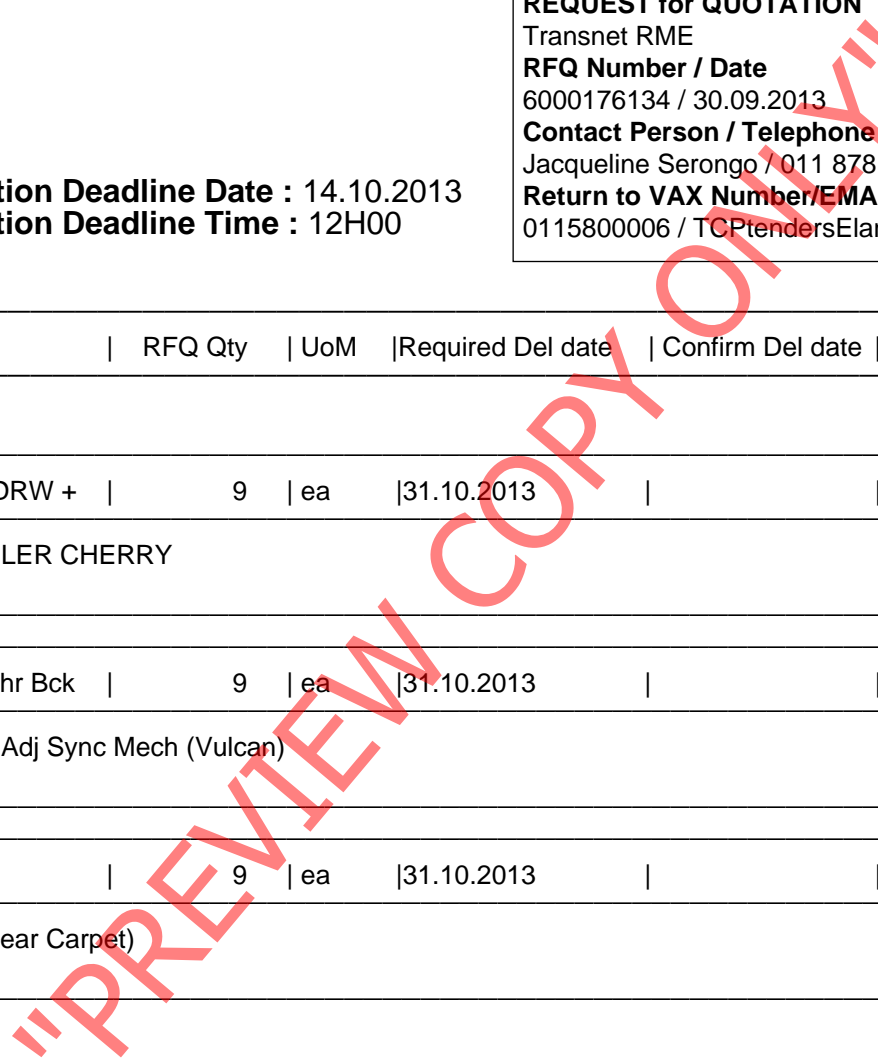 REQUEST for QUOTATION
Transnet RME
RFQ Number / Date
6000176134 / 30.09.2013
Contact Person / Telephone
Jacqueline Serongo / 011 878
Return to VAX Number/EMA
0115800006 / TCPtendersElan
tion Deadline Date : 14.10.2013
tion Deadline Time : 12H00
| RFQ Qty | UoM |Required Del date | Confirm Del date |
DRW + | 9 | ea |31.10.2013 | |
LER CHERRY
hr Bck | 9 | ea |31.10.2013 | |
Adj Sync Mech (Vulcan)
| 9 | ea |31.10.2013 | |
ear Carpet)
"PREVIEW COPY ONLY"